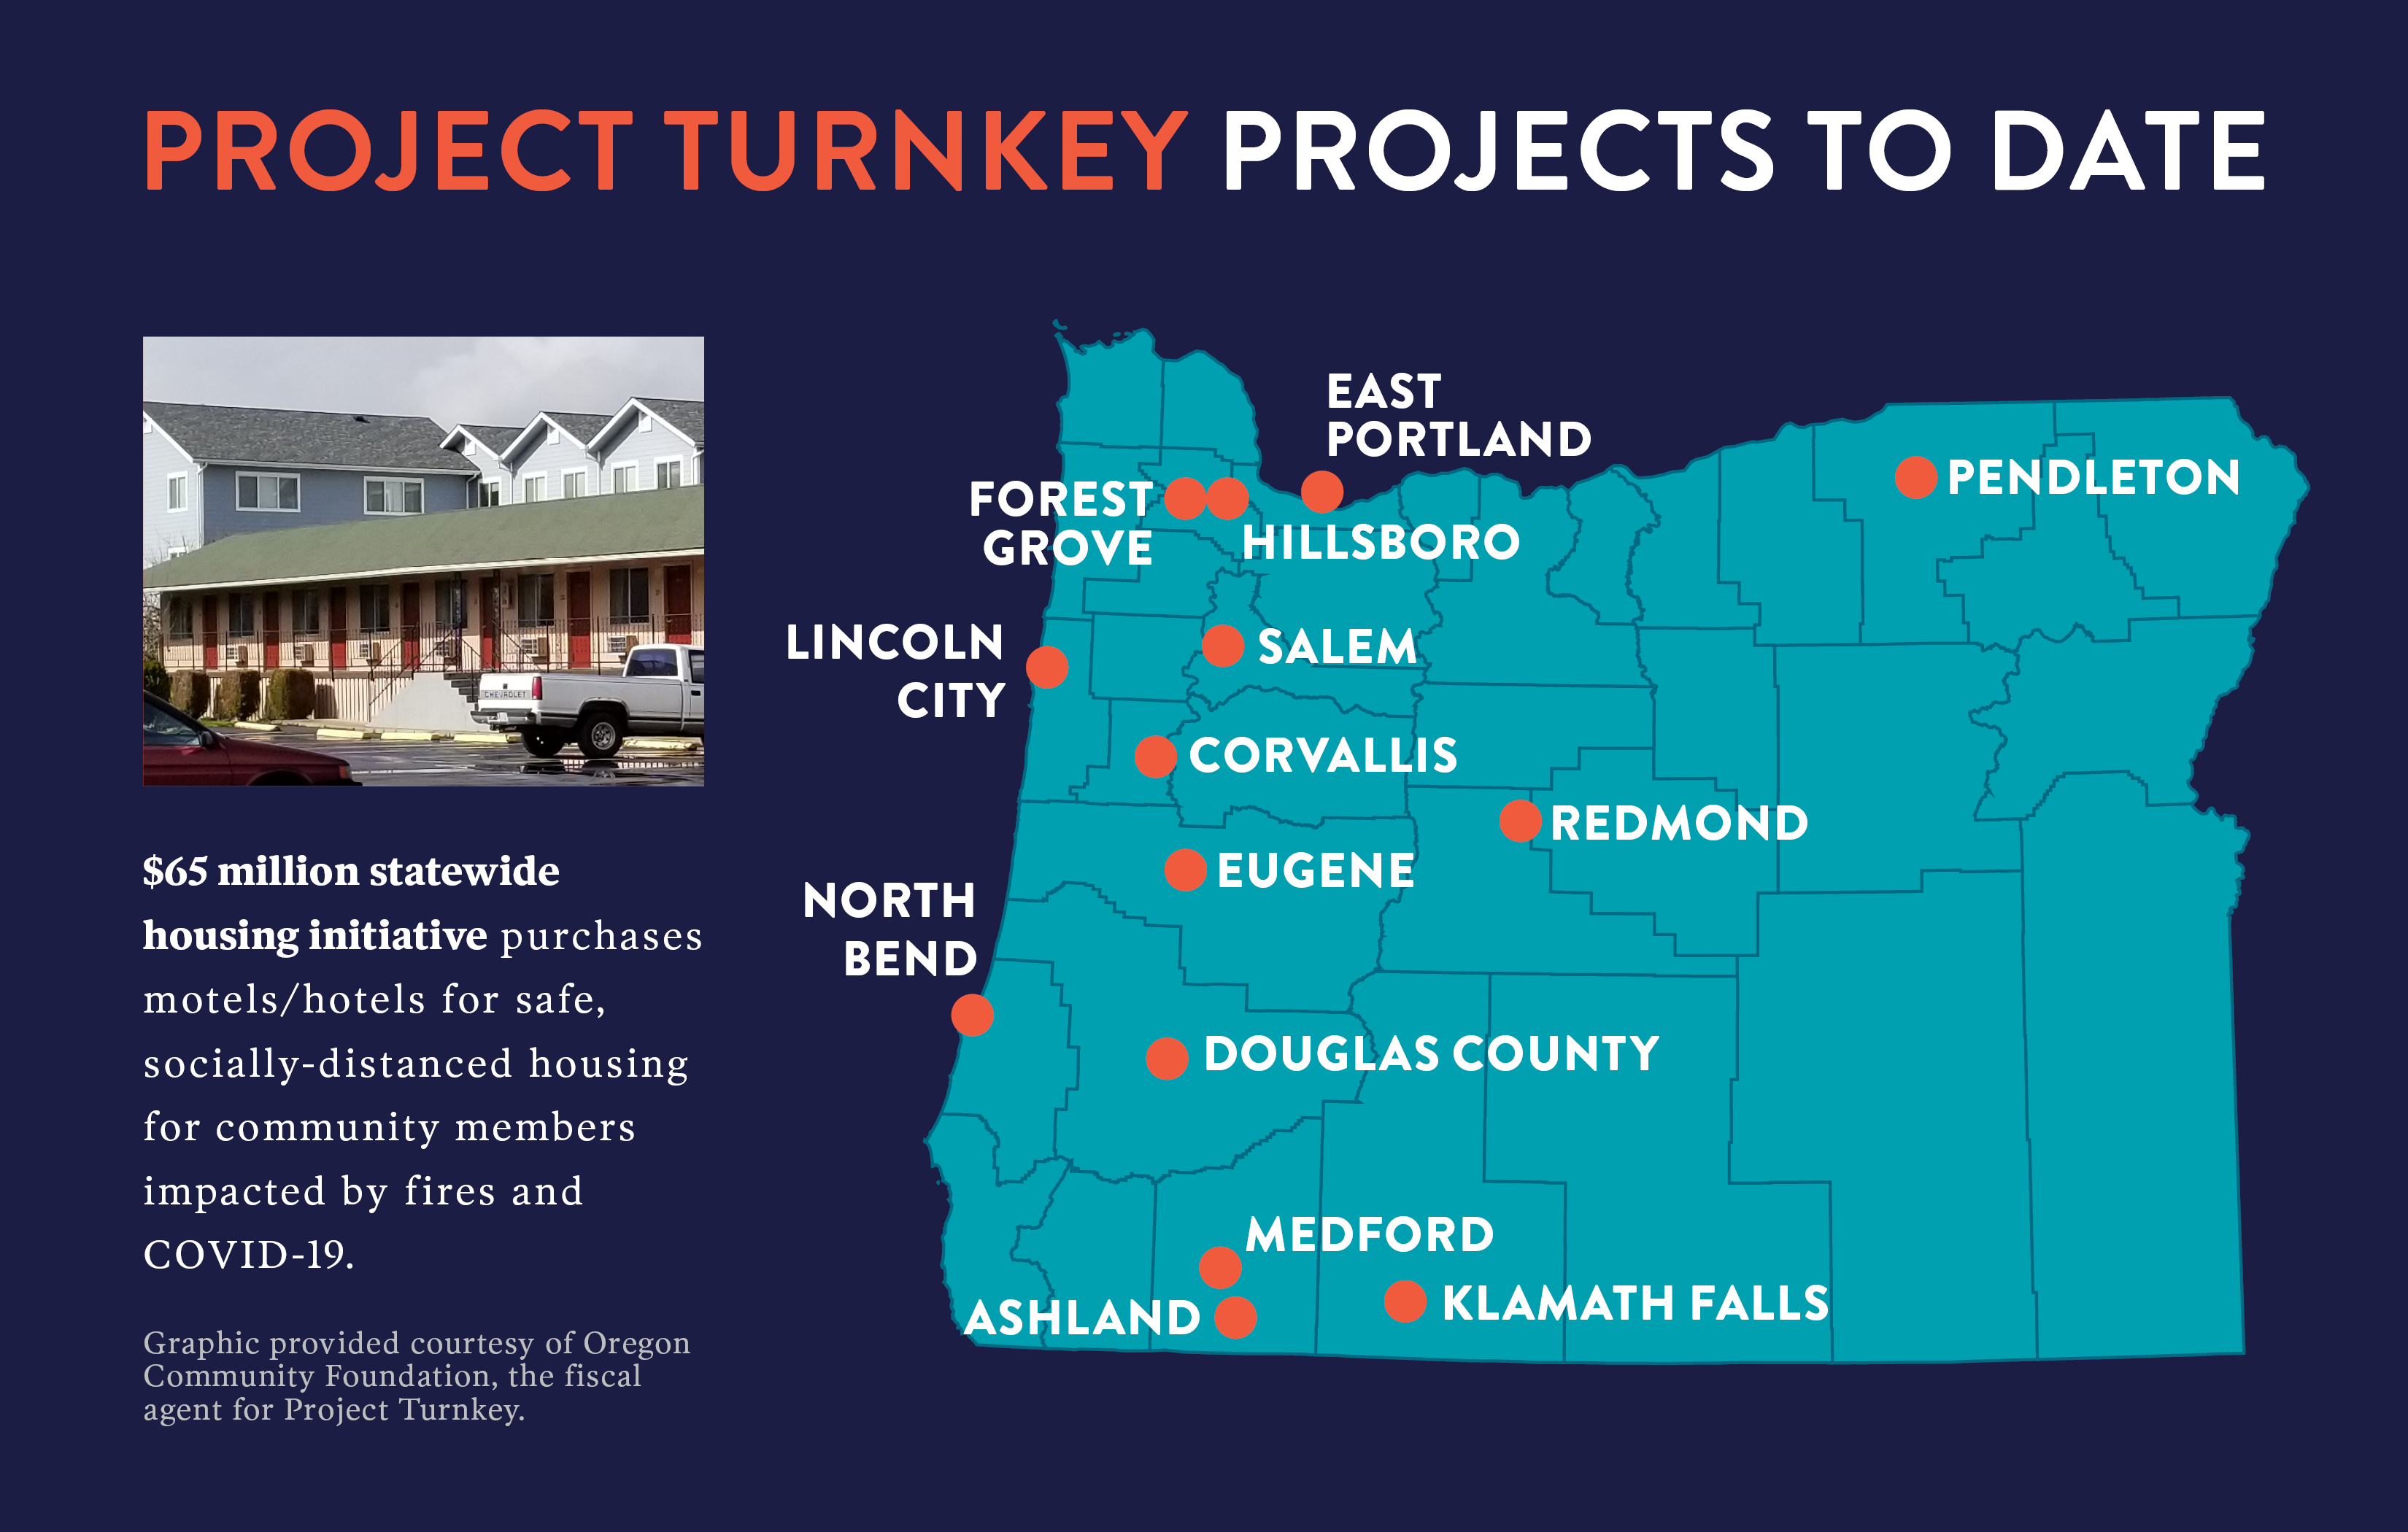 PROJECT TURNKEY PROJECTS TO DATE
CHEVROLET
$65 million statewide
housing initiative purchases
motels/hotels for safe,
socially-distanced housing
for community members
impacted by fires and
COVID-19.
Graphic provided courtesy of Oregon
Community Foundation, the fiscal
agent for Project Turnkey.
EAST
PORTLAND
FOREST
GROVE
HILLSBORO
PENDLETON
LINCOLN
CITY
SALEM
CORVALLIS
REDMOND
EUGENE
NORTH
BEND
DOUGLAS COUNTY
MEDFORD
ASHLAND
KLAMATH FALLS